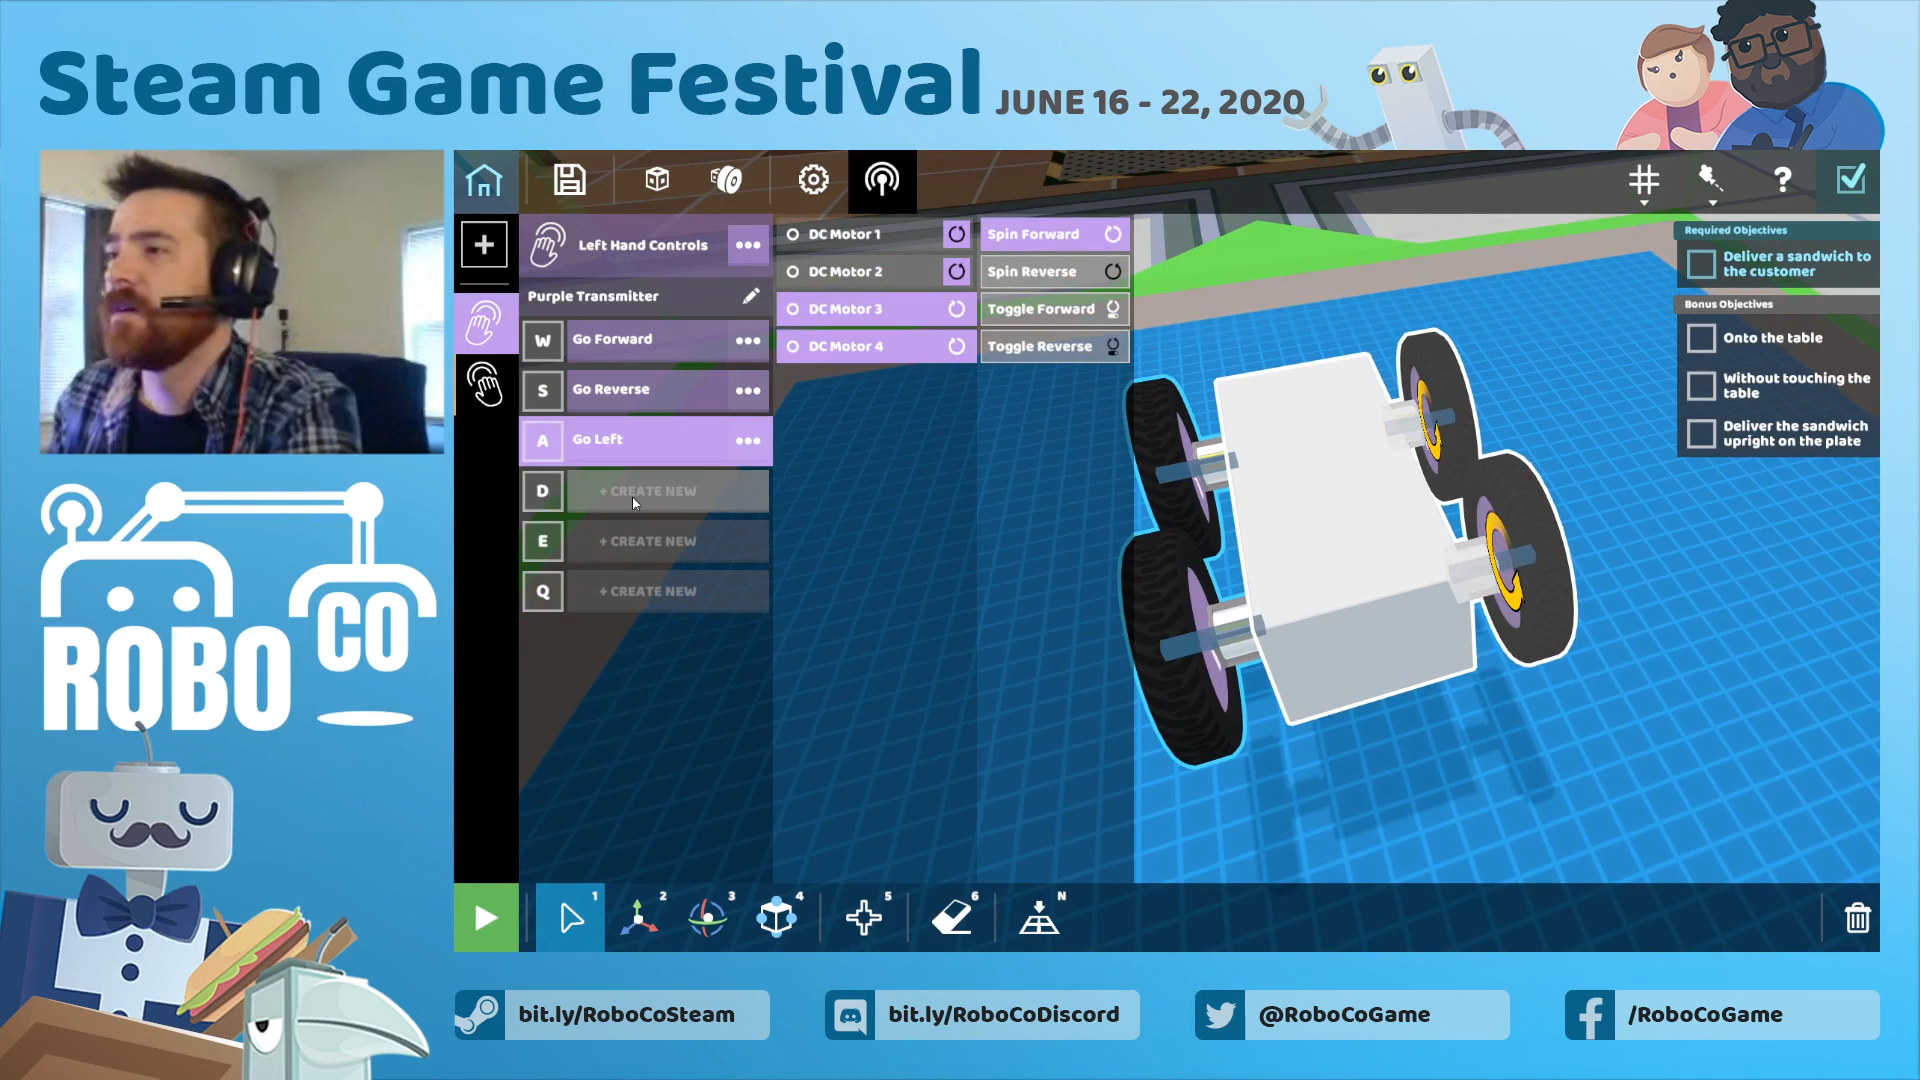 Steam Game Festival JUNE 16 - 22, 2020
+
Left Hand Controls
Purple Transmitter
W Go Forward
S Go Reverse
A Go Left
D + CREATE NEW
E + CREATE NEW
Q + CREATE NEW
DC Motor 1
DC Motor 2
DC Motor 3
DC Motor 4
Spin Forward
Spin Reverse
Toggle Forward
Toggle Reverse
?
Required Objectives
Deliver a sandwich to
the customer
Bonus Objectives
Onto the table
Without touching the
table
Deliver the sandwich
upright on the plate
ROBO
CO
1 2 3 4 5 6 N
bit.ly/RoboCoSteam
bit.ly/RoboCoDiscord
@RoboCoGame
/RoboCoGame